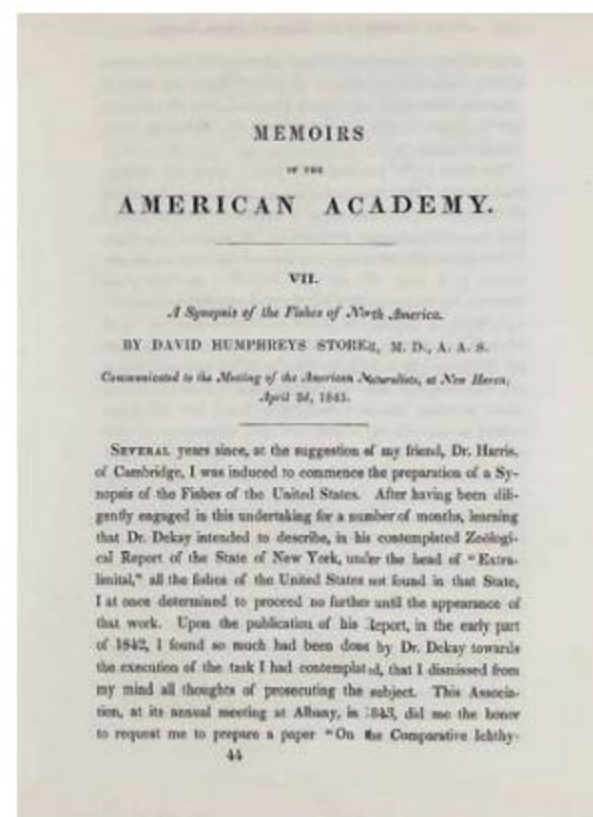 MEMOIRS
OF THE
AMERICAN ACADEMY.
VII.
A Synopsis of the Fishes of North America.
BY DAVID HUMPHREYS STORER, M. D., A. A. S.
Communicated to the Meeting of the American Naturalists, at New Haven,
April 2d, 1845.
SEVERAL years since, at the suggestion of my friend, Dr. Harris,
of Cambridge, I was induced to commence the preparation of a Sy-
nopsis of the Fishes of the United States. After having been dili-
gently engaged in this undertaking for a number of months, learning
that Dr. Dekay intended to describe, in his contemplated Zoölogi-
cal Report of the State of New York, under the head of "Extra-
limital," all the fishes of the United States not found in that State,
I at once determined to proceed no further until the appearance of
that work. Upon the publication of his Report, in the early part
of 1842, I found so much had been done by Dr. Dekay towards
the execution of the task I had contemplated, that I dismissed from
my mind all thoughts of prosecuting the subject. This Associa-
tion, at its annual meeting at Albany, in 1843, did me the honor
to request me to prepare a paper "On the Comparative Ichthy-
44